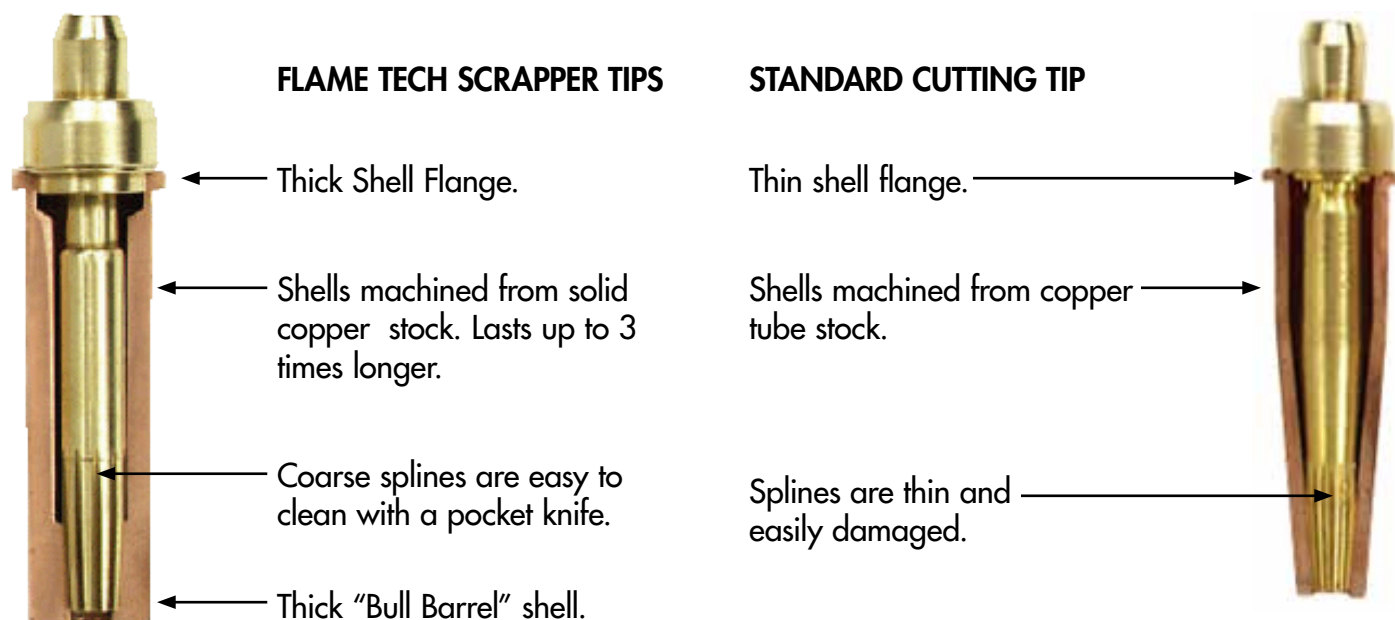 FLAME TECH SCRAPPER TIPS
Thick Shell Flange.
Shells machined from solid
copper stock. Lasts up to 3
times longer.
Coarse splines are easy to
clean with a pocket knife.
Thick “Bull Barrel” shell.
STANDARD CUTTING TIP
Thin shell flange.
Shells machined from copper
tube stock.
Splines are thin and
easily damaged.